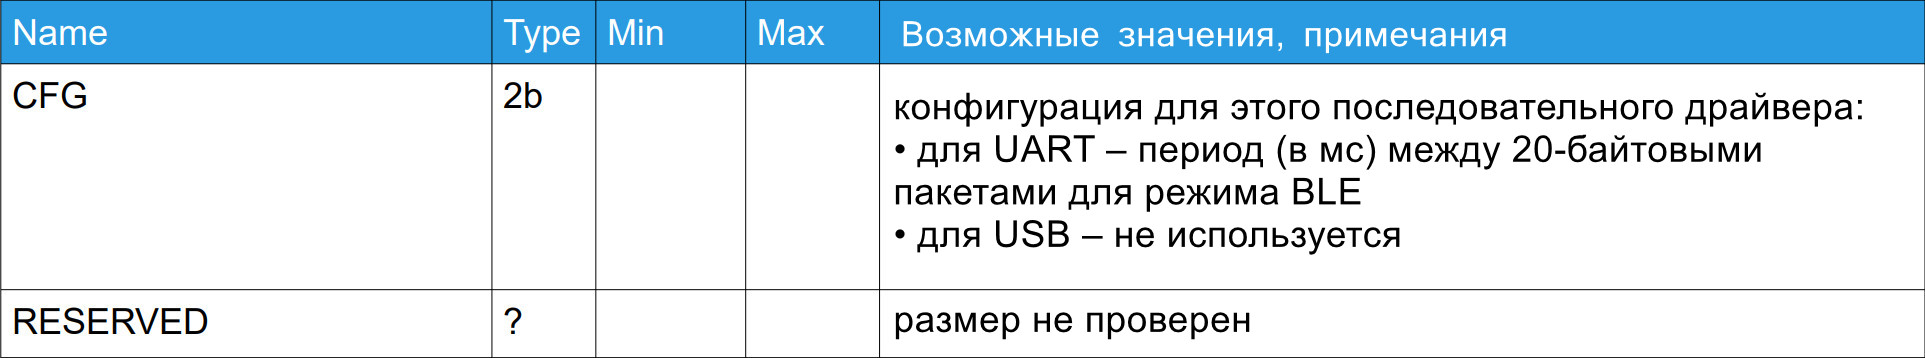 Name Type Min Max Возможные значения, примечания
CFG 2b конфигурация для этого последовательного драйвера:
• для UART – период (в мс) между 20-байтовыми
пакетами для режима BLE
• для USB – не используется
RESERVED ? размер не проверен